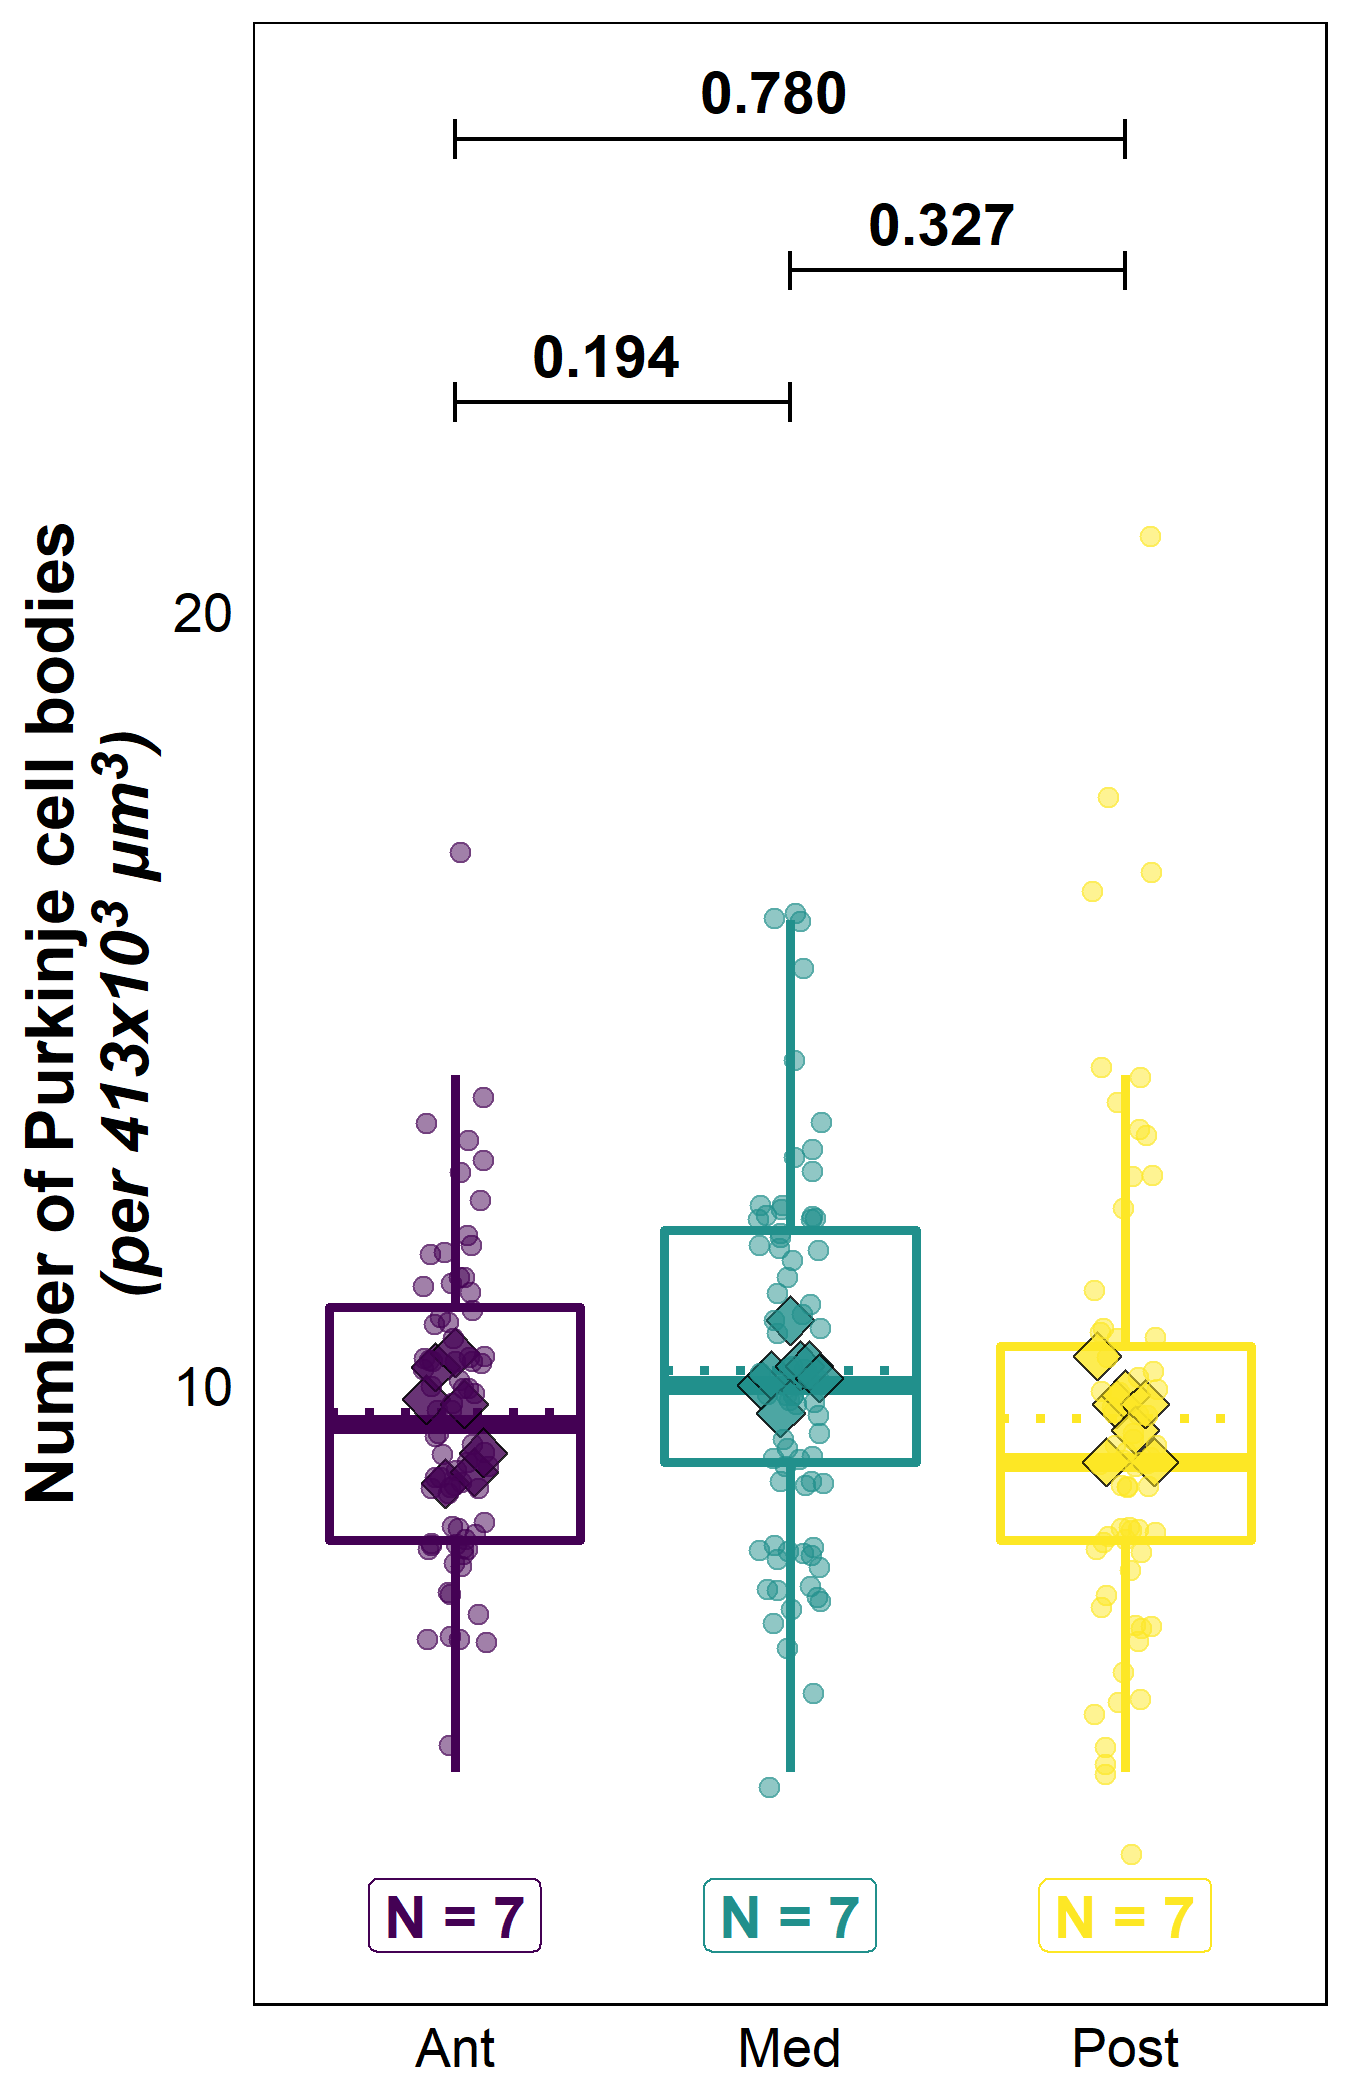 0.780
0.327
0.194
Number of Purkinje cell bodies
(per 413x10³ µm³)
20
10
N = 7
N = 7
N = 7
Ant
Med
Post